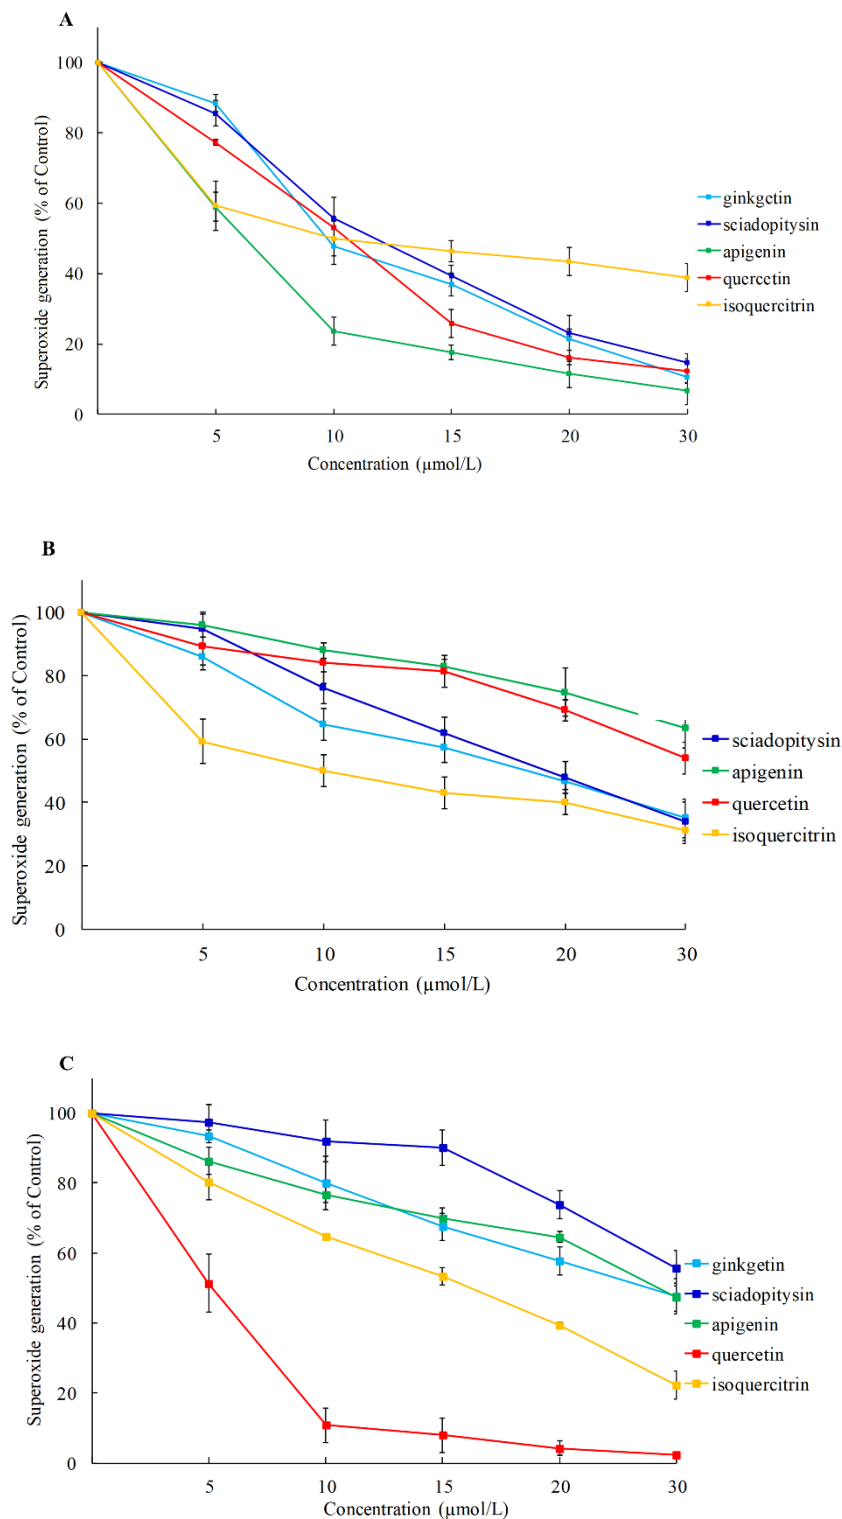 A
100
80
60
40
20
0
Superoxide generation (% of Control)
5 10 15 20 30
Concentration (µmol/L)
ginkgetin
sciadopitysin
apigenin
quercetin
isoquercitrin
B
100
80
60
40
20
0
Superoxide generation (% of Control)
5 10 15 20 30
Concentration (µmol/L)
sciadopitysin
apigenin
quercetin
isoquercitrin
C
100
80
60
40
20
0
Superoxide generation (% of Control)
5 10 15 20 30
Concentration (µmol/L)
ginkgetin
sciadopitysin
apigenin
quercetin
isoquercitrin